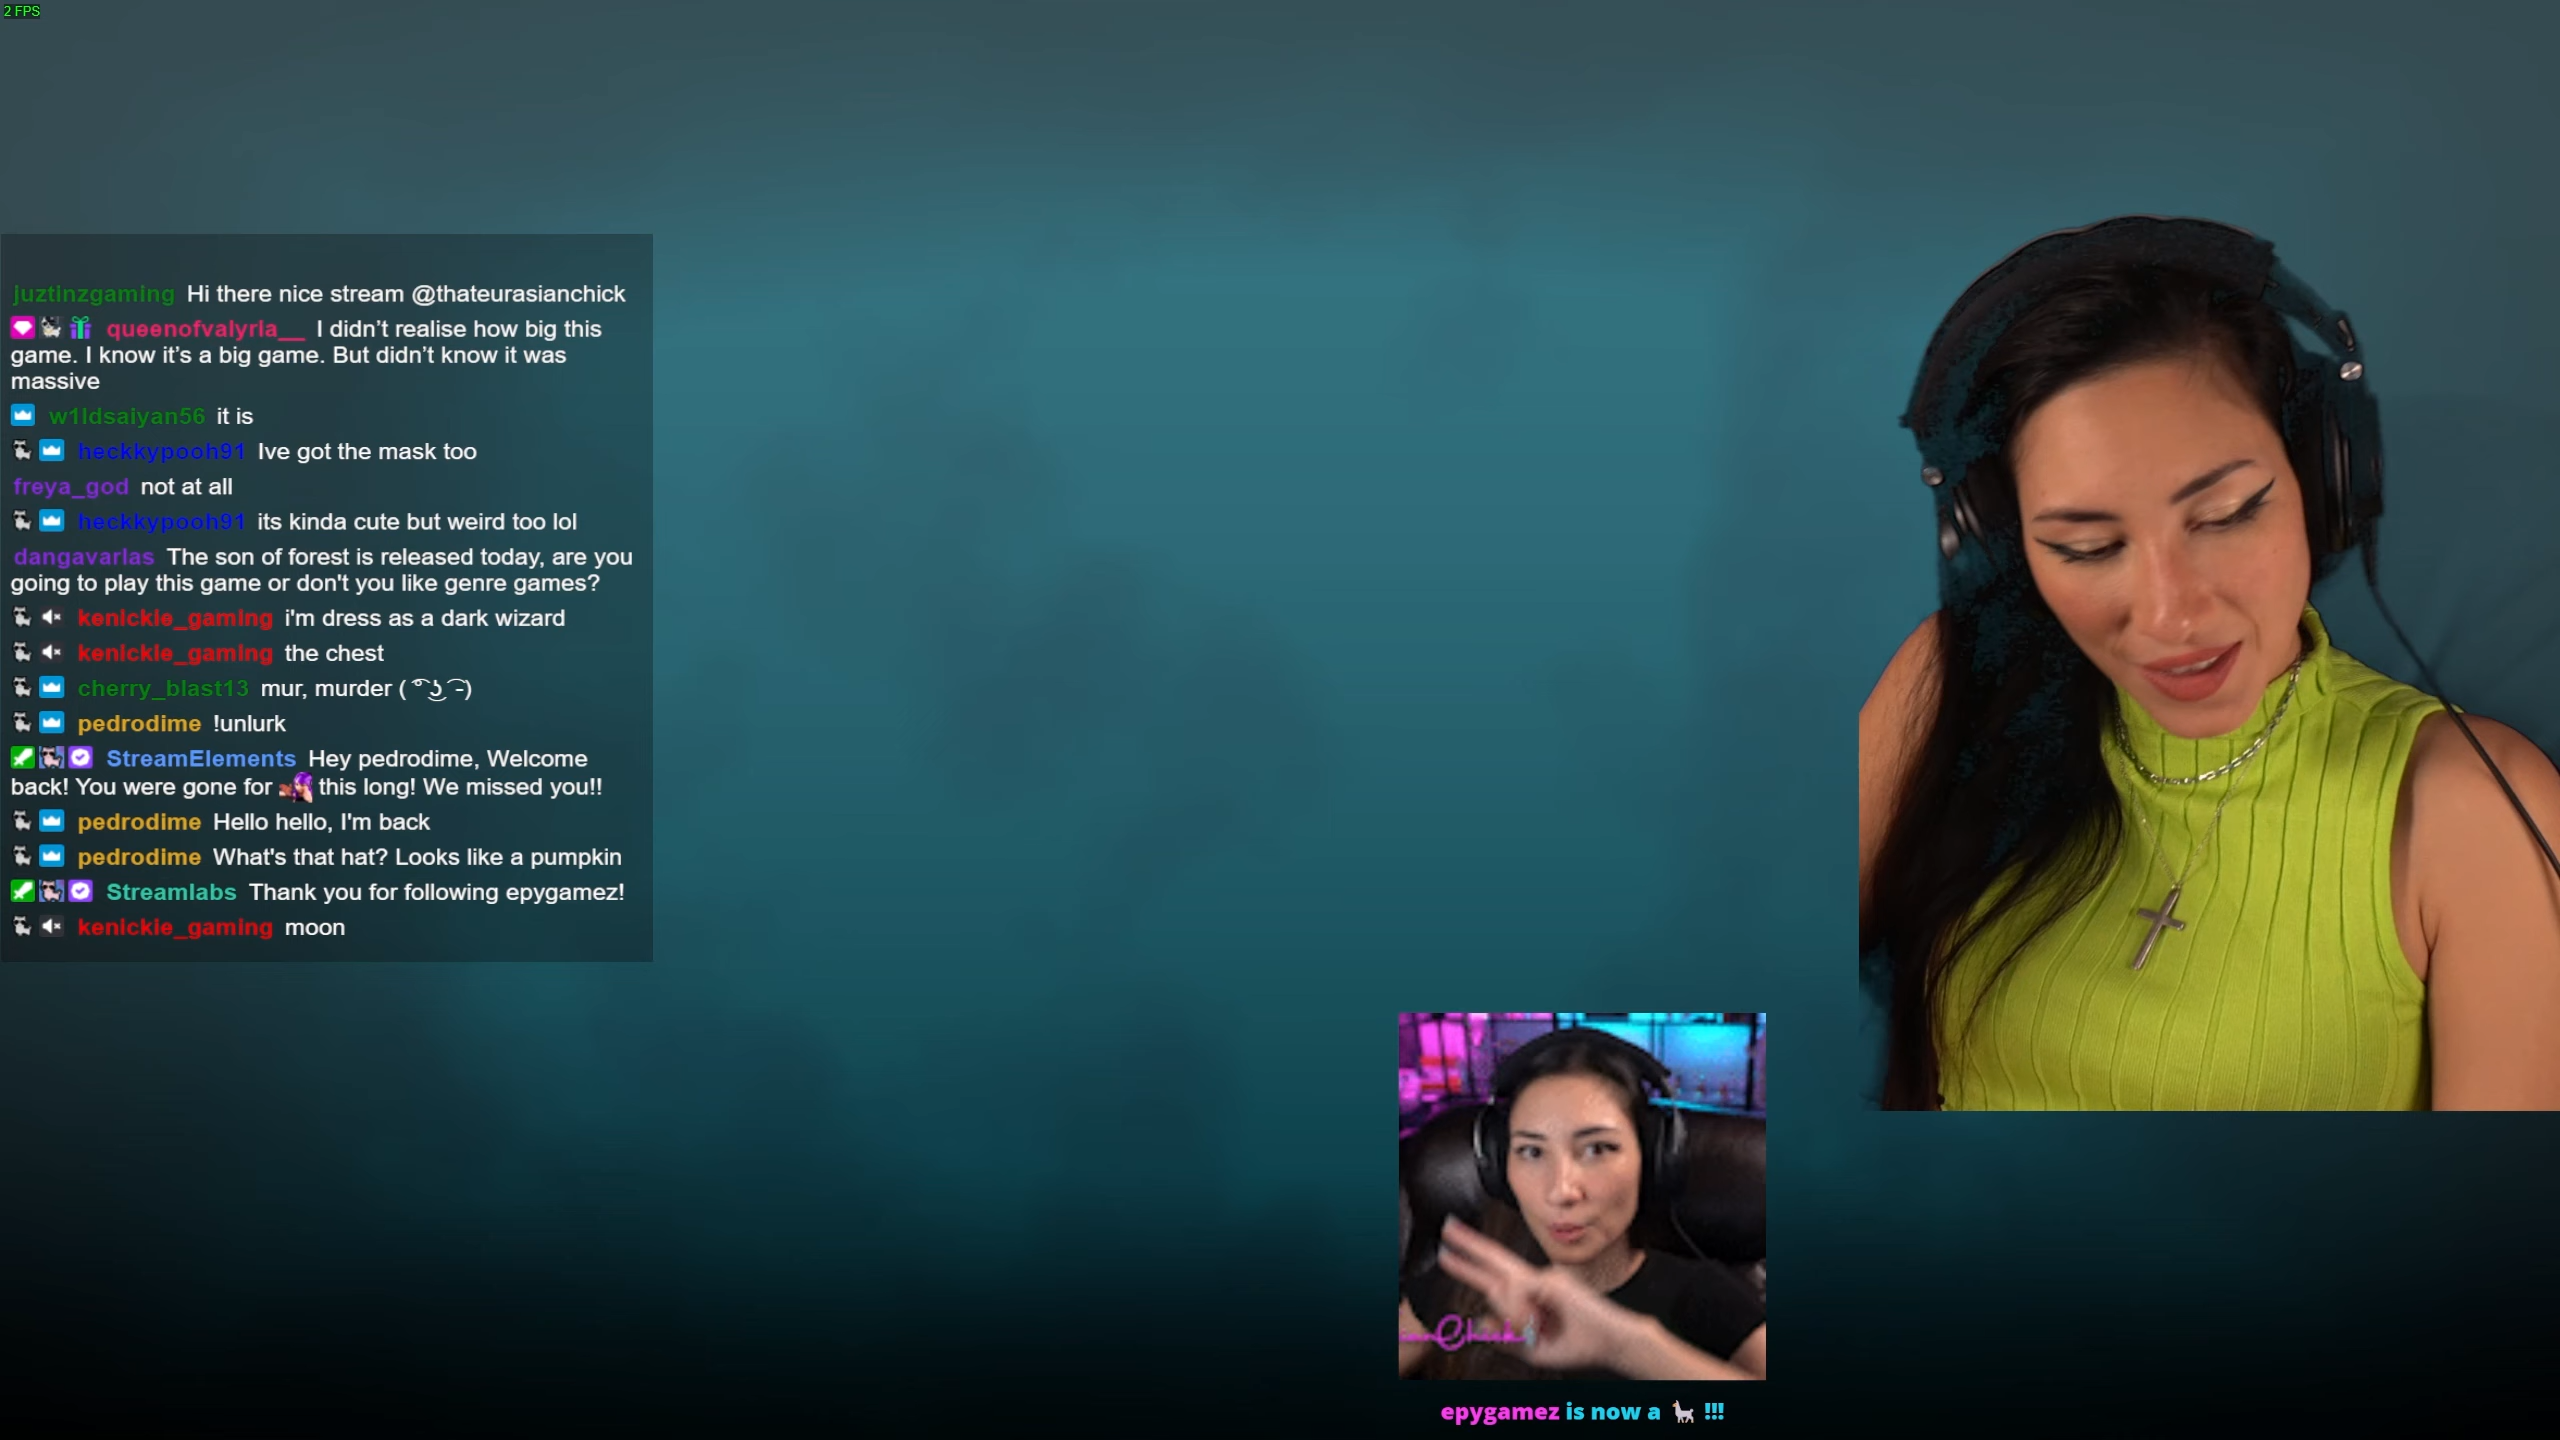 2 FPS
juztinzgaming Hi there nice stream @thateurasianchick
queenofvalyria__ I didn’t realise how big this
game. I know it’s a big game. But didn’t know it was
massive
w1ldsaiyan56 it is
heckkypooh91 Ive got the mask too
freya_god not at all
heckkypooh91 its kinda cute but weird too lol
dangavarlas The son of forest is released today, are you
going to play this game or don't you like genre games?
kenickie_gaming i'm dress as a dark wizard
kenickie_gaming the chest
cherry_blast13 mur, murder ( ͡° ͜ʖ ͡-)
pedrodime !unlurk
StreamElements Hey pedrodime, Welcome
back! You were gone for this long! We missed you!!
pedrodime Hello hello, I'm back
pedrodime What's that hat? Looks like a pumpkin
Streamlabs Thank you for following epygamez!
kenickie_gaming moon
Chick
epygamez is now a 🐐 !!!